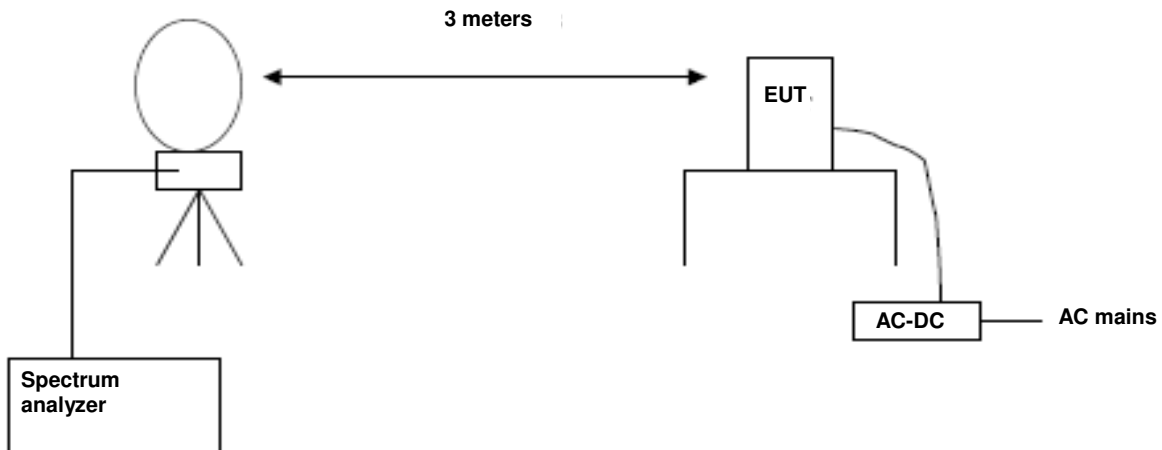 3 meters
EUT
AC-DC
AC mains
Spectrum
analyzer